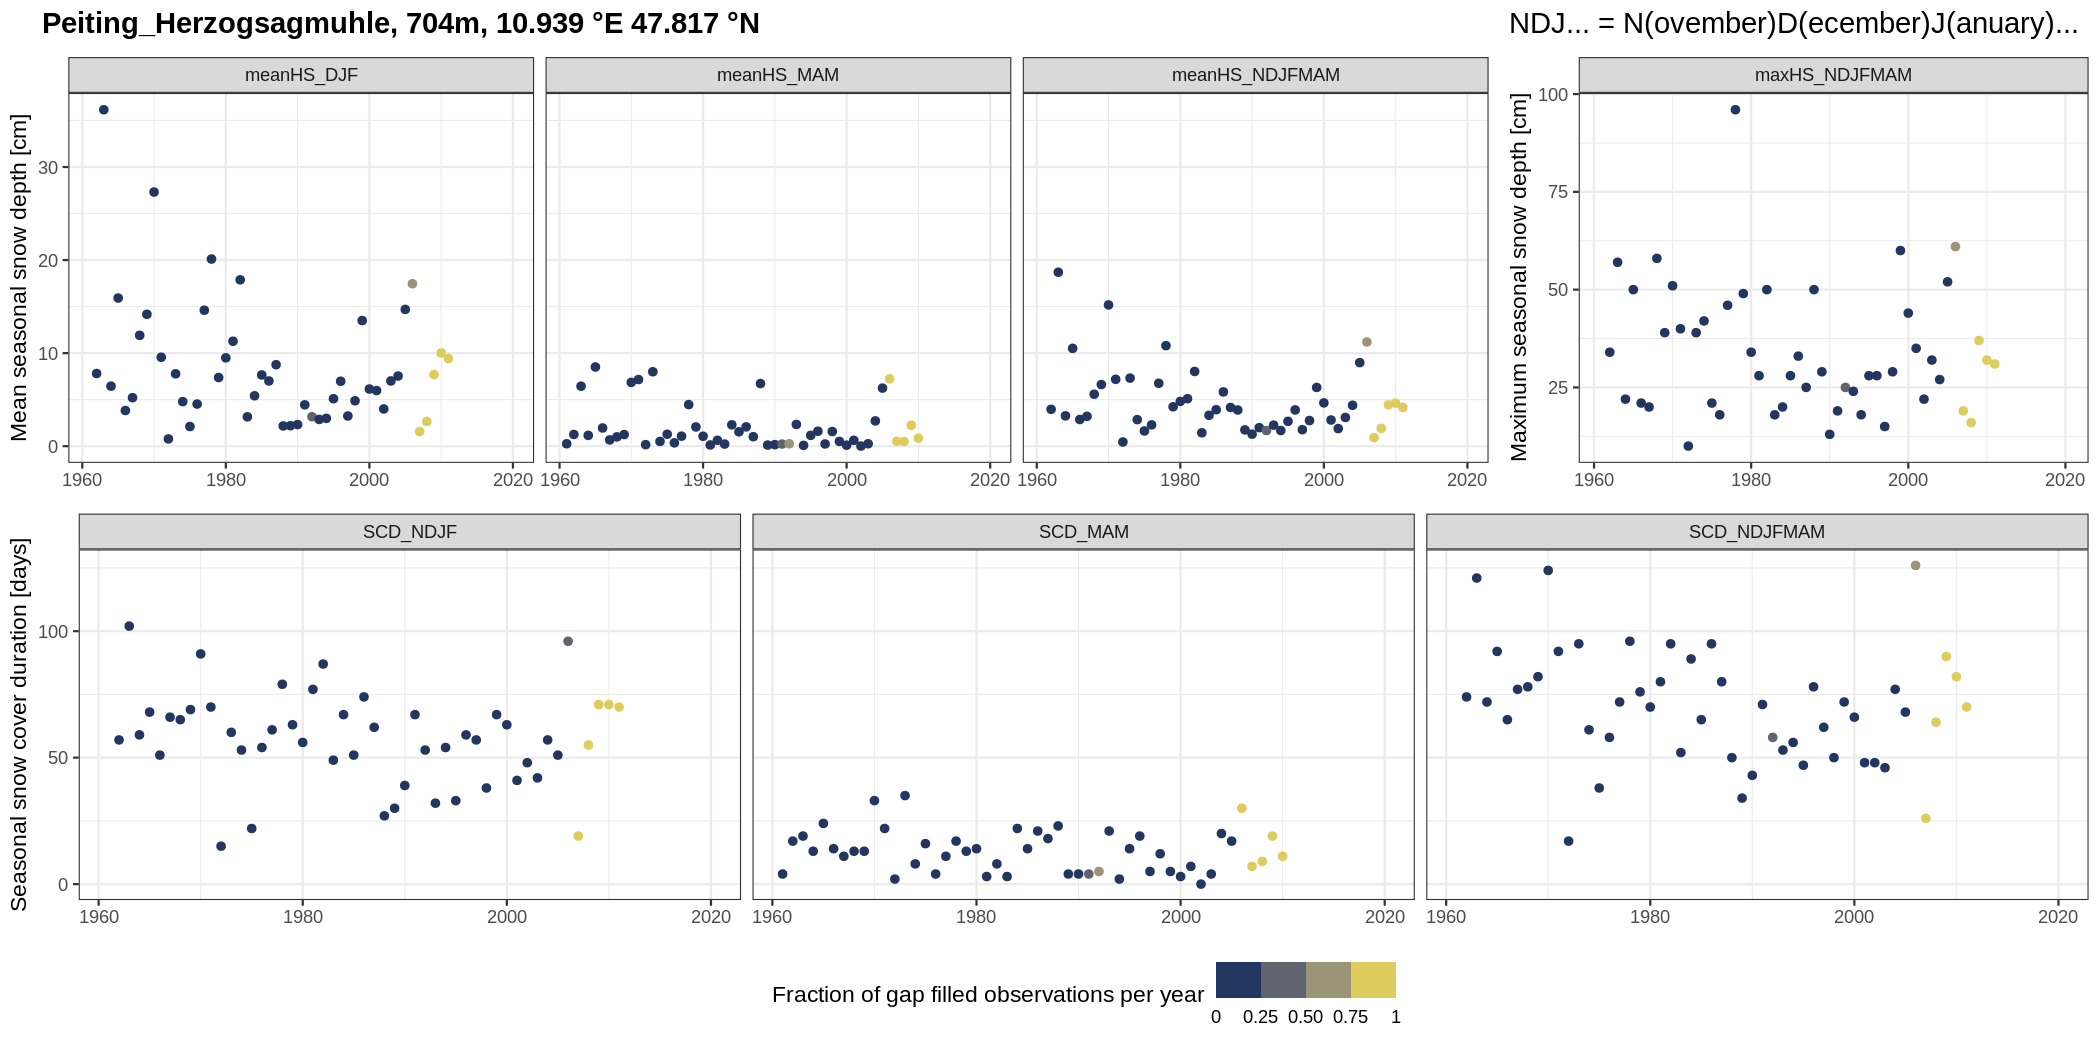 Peiting_Herzogsagmuhle, 704m, 10.939 °E 47.817 °N
NDJ... = N(ovember)D(ecember)J(anuary)...
meanHS_DJF
meanHS_MAM
meanHS_NDJFMAM
maxHS_NDJFMAM
Mean seasonal snow depth [cm]
30
20
10
0
1960 1980 2000 2020
1960 1980 2000 2020
1960 1980 2000 2020
Maximum seasonal snow depth [cm]
100
75
50
25
1960 1980 2000 2020
SCD_NDJF
SCD_MAM
SCD_NDJFMAM
Seasonal snow cover duration [days]
100
50
0
1960 1980 2000 2020
1960 1980 2000 2020
1960 1980 2000 2020
Fraction of gap filled observations per year
0 0.25 0.50 0.75 1